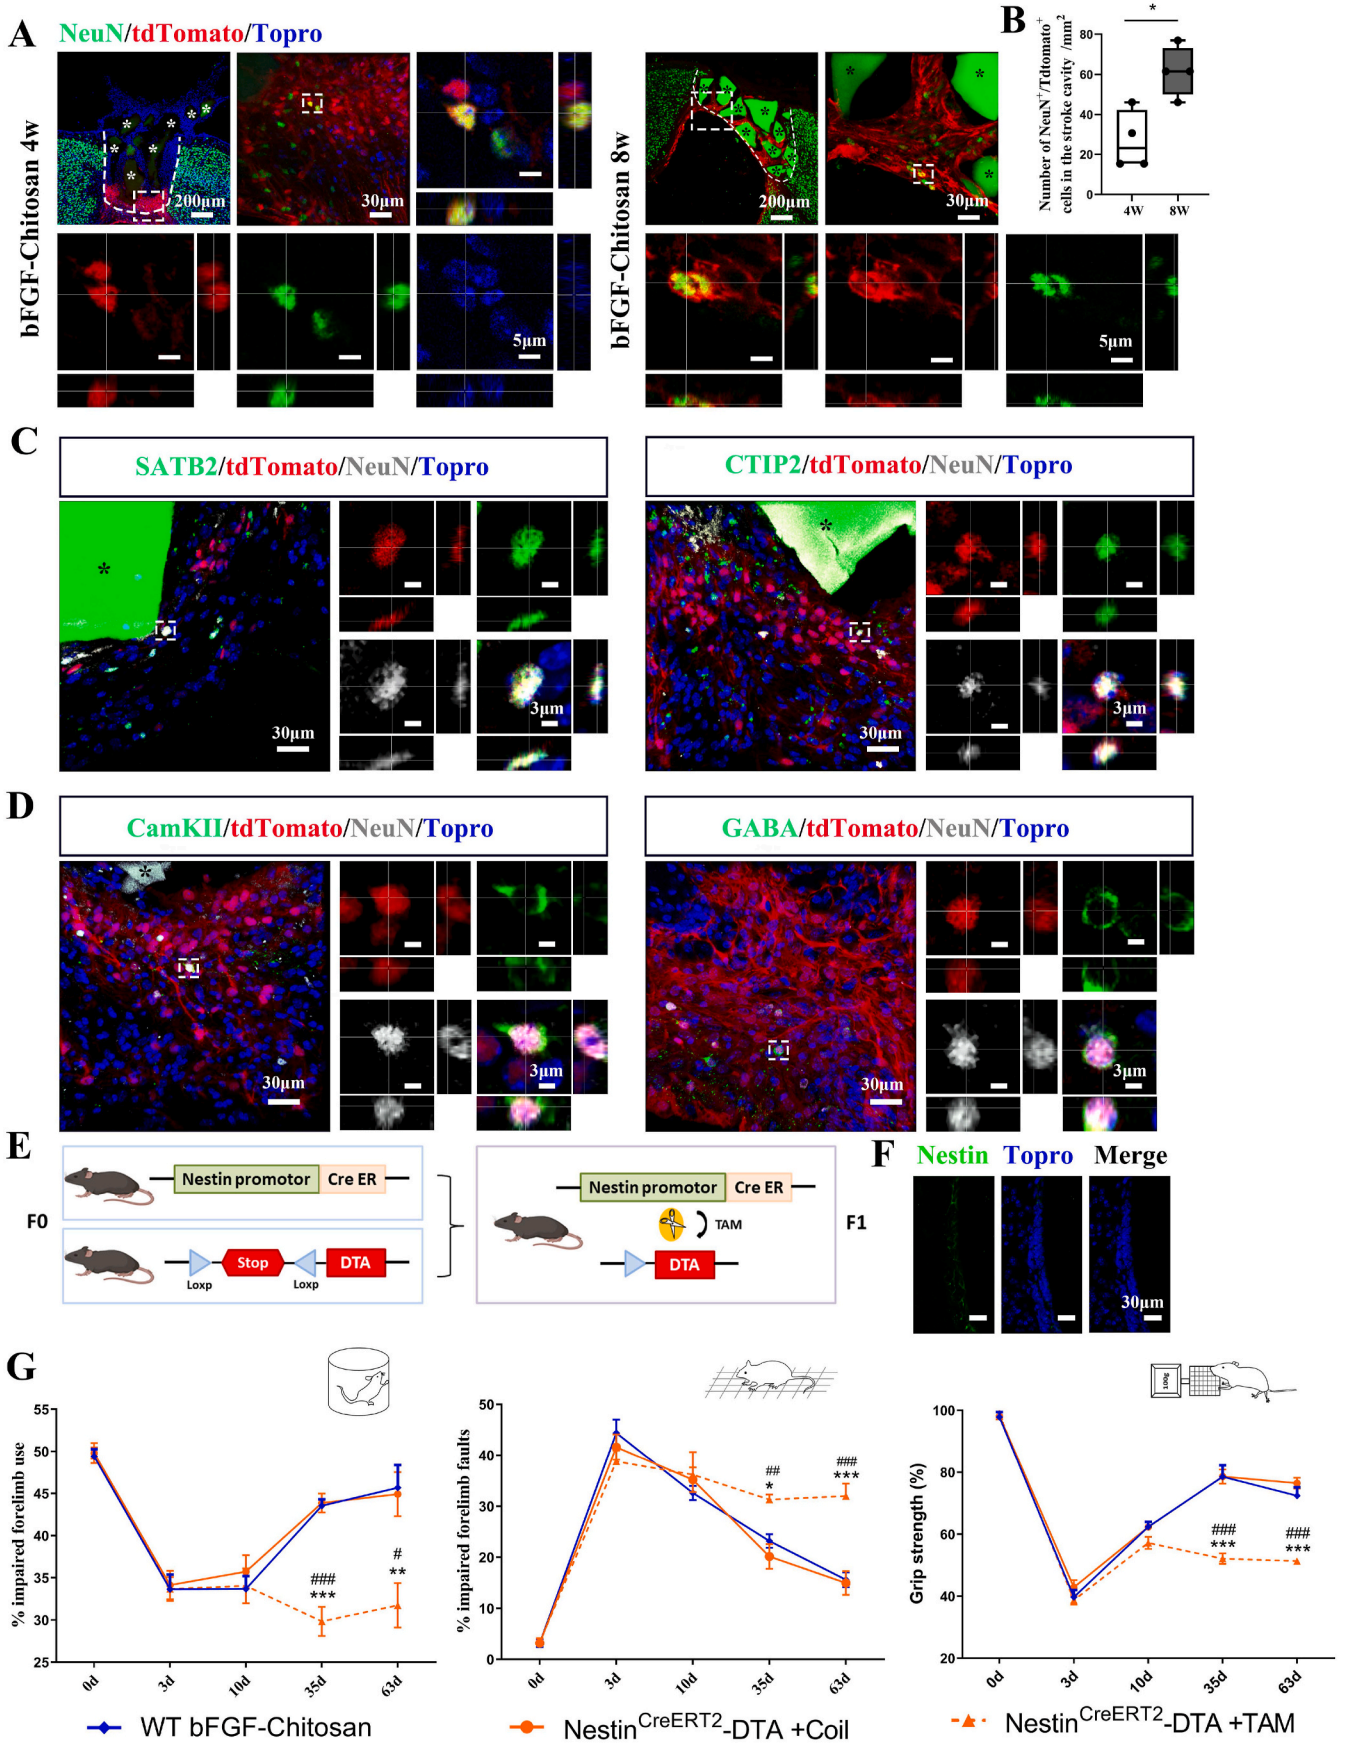 A
NeuN/tdTomato/Topro
bFGF-Chitosan 4w
* * * * * * *
200μm
30μm
5μm
bFGF-Chitosan 8w
200μm
* * *
30μm
5μm
B
*
Number of NeuN+/Tdtomato+
cells in the stroke cavity /mm2
80
60
40
20
0
4W 8W
C
SATB2/tdTomato/NeuN/Topro
*
30μm
3μm
CTIP2/tdTomato/NeuN/Topro
*
30μm
3μm
D
CamKII/tdTomato/NeuN/Topro
*
30μm
3μm
GABA/tdTomato/NeuN/Topro
30μm
3μm
E
F0
Nestin promotor Cre ER
Stop DTA
Loxp Loxp
Nestin promotor Cre ER
TAM
DTA
F1
F
Nestin Topro Merge
30μm
G
% impaired forelimb use
55
50
45
40
35
30
25
0d 3d 10d 35d 63d
###
***
#
**
% impaired forelimb faults
50
40
30
20
10
0
0d 3d 10d 35d 63d
##
*
###
***
100g
Grip strength (%)
100
80
60
40
20
0d 3d 10d 35d 63d
###
***
###
***
WT bFGF-Chitosan
NestinCreERT2-DTA +Coil
NestinCreERT2-DTA +TAM